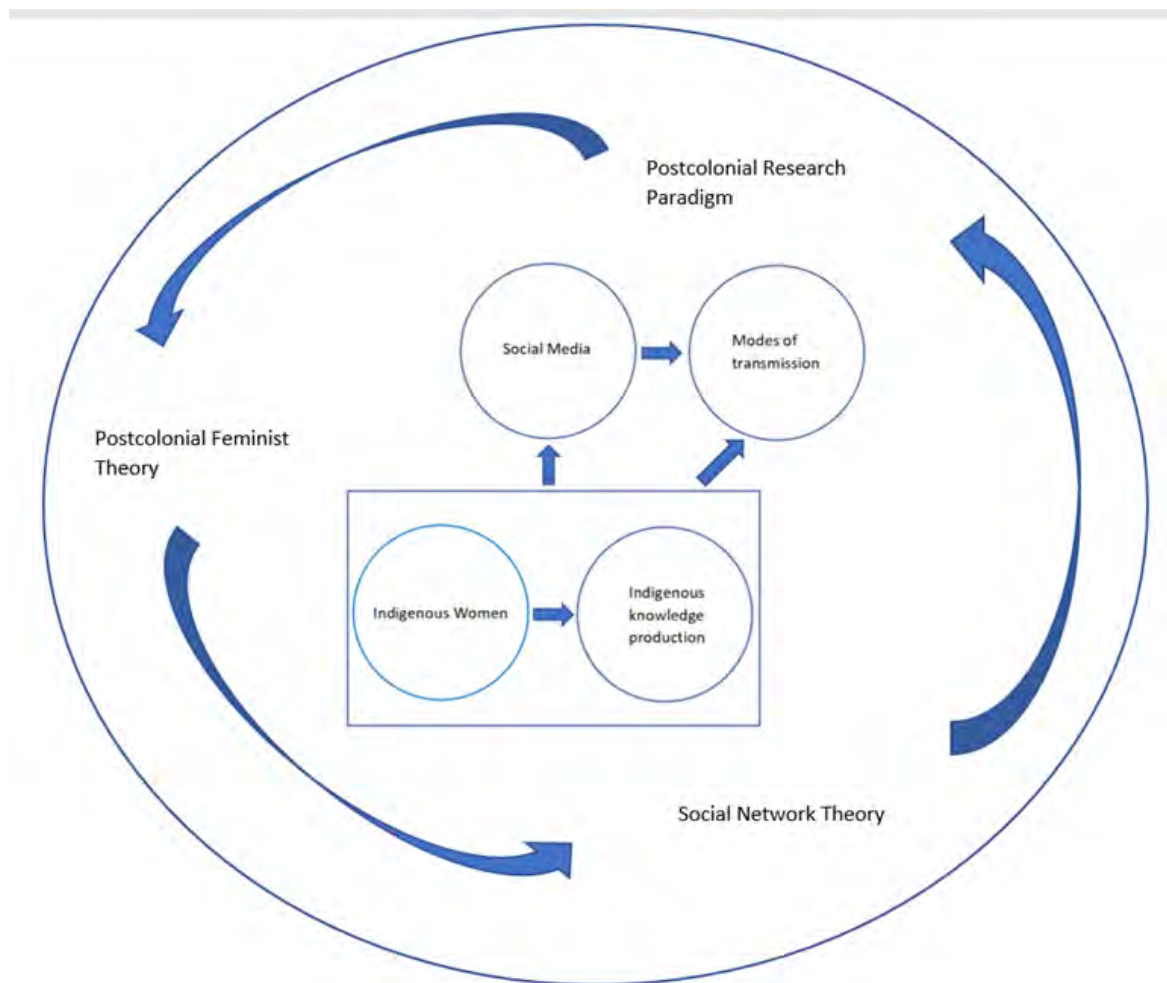 Postcolonial Research
Paradigm
Social Media
Modes of
transmission
Postcolonial Feminist
Theory
Indigenous Women
Indigenous
knowledge
production
Social Network Theory